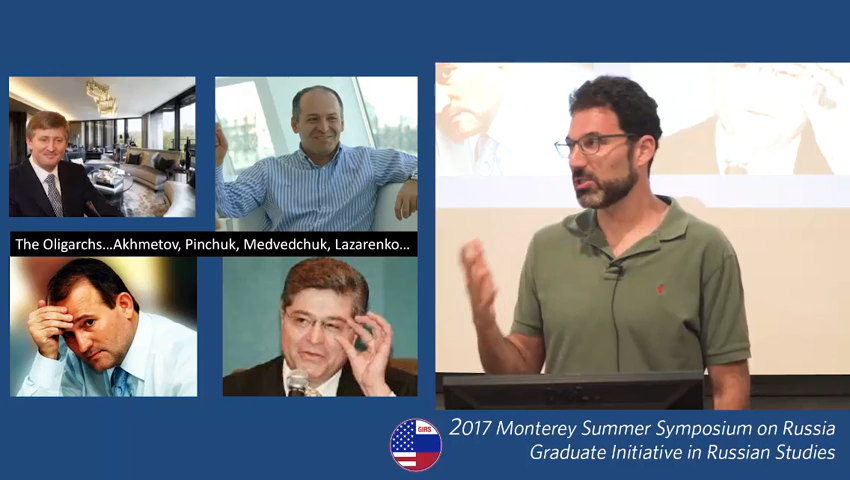 The Oligarchs...Akhmetov, Pinchuk, Medvedchuk, Lazarenko...
GIRS
2017 Monterey Summer Symposium on Russia
Graduate Initiative in Russian Studies